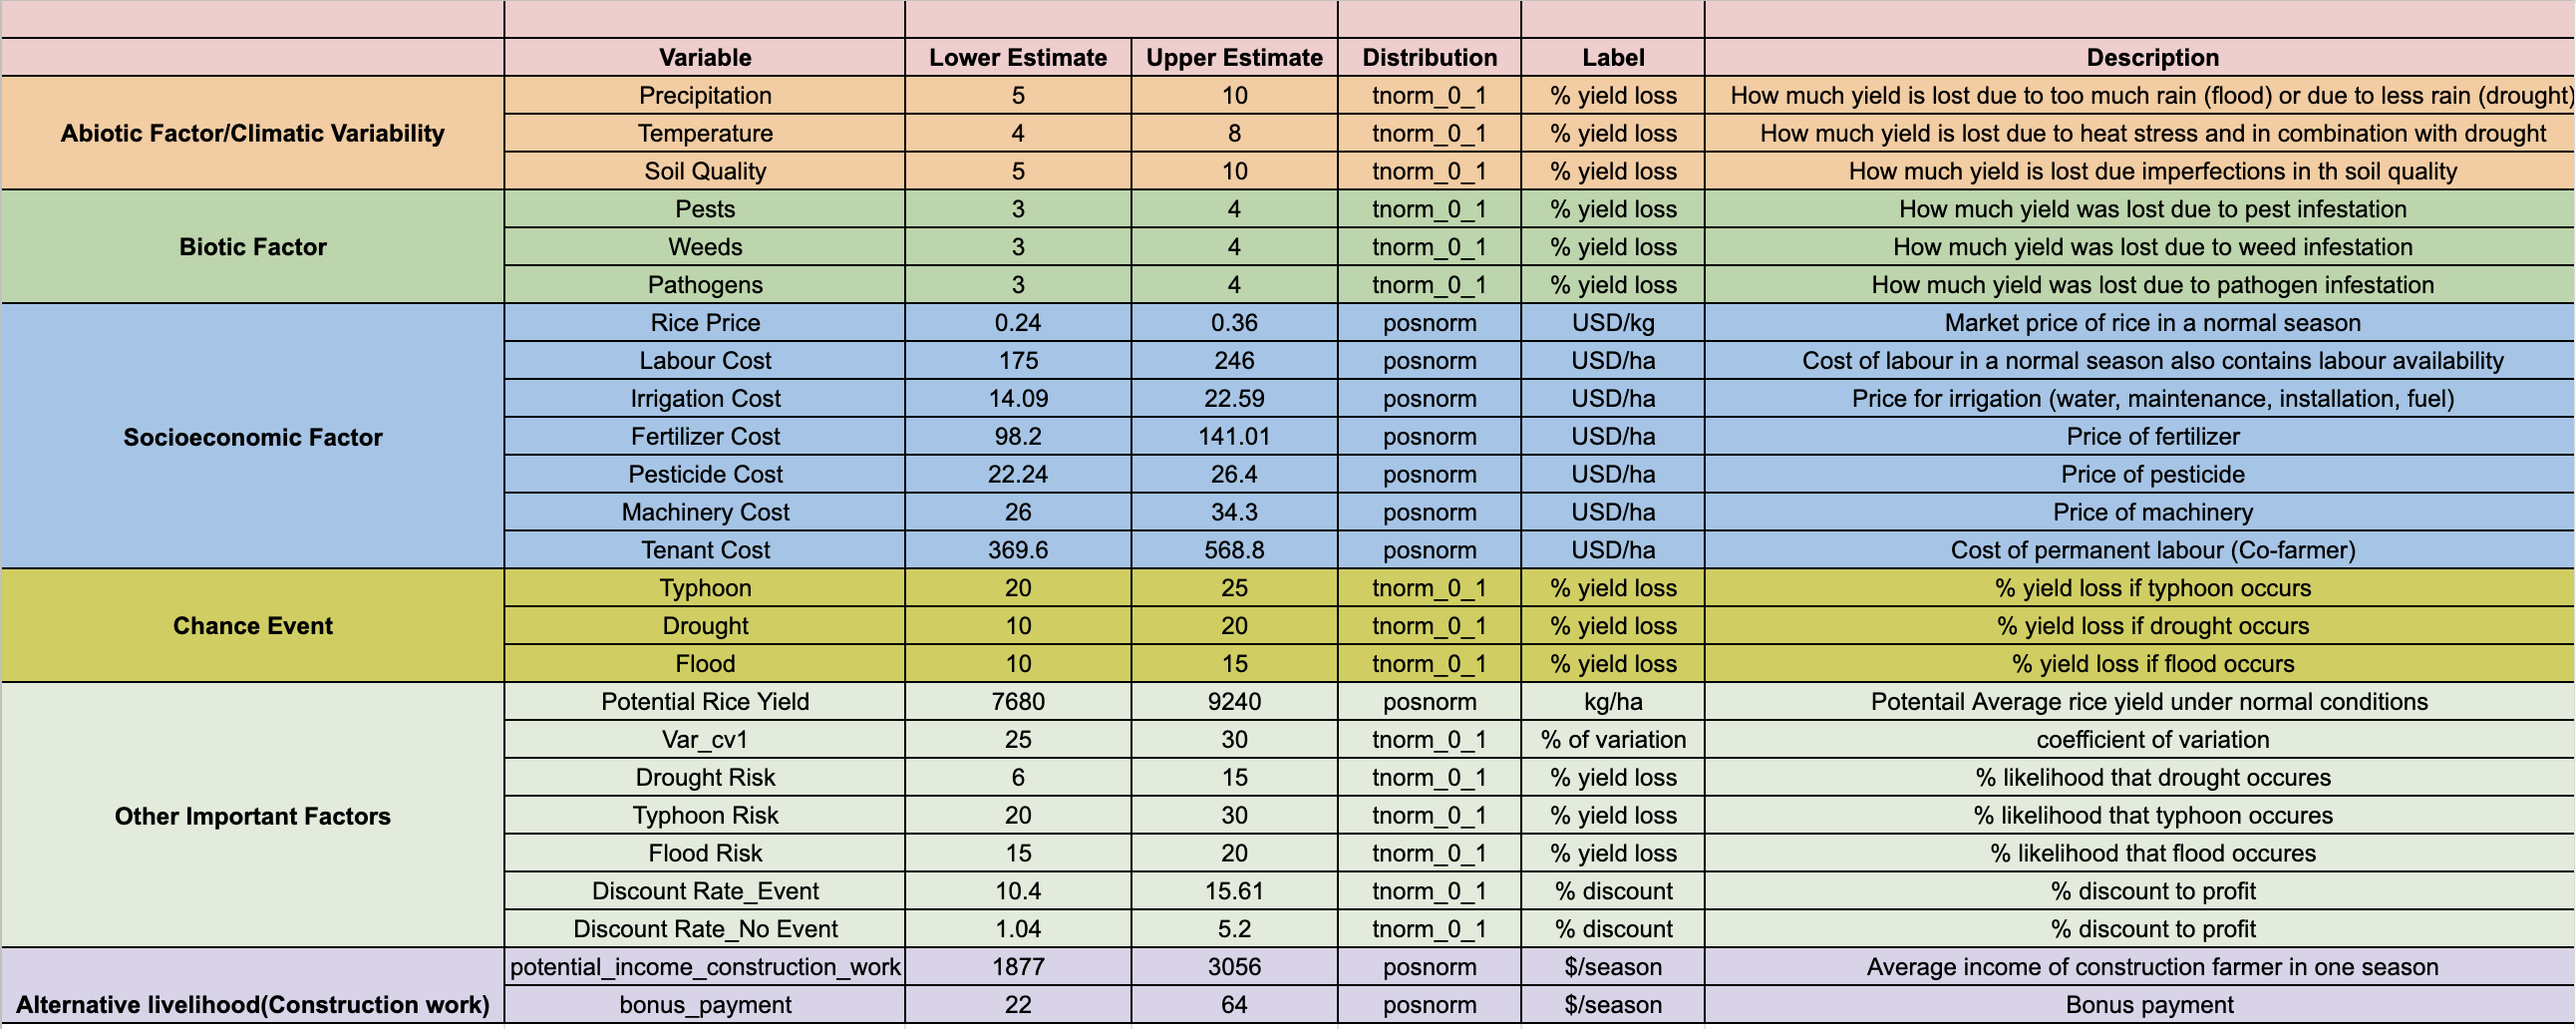 Variable Lower Estimate Upper Estimate Distribution Label Description
Abiotic Factor/Climatic Variability
Precipitation 5 10 tnorm_0_1 % yield loss How much yield is lost due to too much rain (flood) or due to less rain (drought)
Temperature 4 8 tnorm_0_1 % yield loss How much yield is lost due to heat stress and in combination with drought
Soil Quality 5 10 tnorm_0_1 % yield loss How much yield is lost due imperfections in th soil quality
Biotic Factor
Pests 3 4 tnorm_0_1 % yield loss How much yield was lost due to pest infestation
Weeds 3 4 tnorm_0_1 % yield loss How much yield was lost due to weed infestation
Pathogens 3 4 tnorm_0_1 % yield loss How much yield was lost due to pathogen infestation
Socioeconomic Factor
Rice Price 0.24 0.36 posnorm USD/kg Market price of rice in a normal season
Labour Cost 175 246 posnorm USD/ha Cost of labour in a normal season also contains labour availability
Irrigation Cost 14.09 22.59 posnorm USD/ha Price for irrigation (water, maintenance, installation, fuel)
Fertilizer Cost 98.2 141.01 posnorm USD/ha Price of fertilizer
Pesticide Cost 22.24 26.4 posnorm USD/ha Price of pesticide
Machinery Cost 26 34.3 posnorm USD/ha Price of machinery
Tenant Cost 369.6 568.8 posnorm USD/ha Cost of permanent labour (Co-farmer)
Chance Event
Typhoon 20 25 tnorm_0_1 % yield loss % yield loss if typhoon occurs
Drought 10 20 tnorm_0_1 % yield loss % yield loss if drought occurs
Flood 10 15 tnorm_0_1 % yield loss % yield loss if flood occurs
Other Important Factors
Potential Rice Yield 7680 9240 posnorm kg/ha Potentail Average rice yield under normal conditions
Var_cv1 25 30 tnorm_0_1 % of variation coefficient of variation
Drought Risk 6 15 tnorm_0_1 % yield loss % likelihood that drought occures
Typhoon Risk 20 30 tnorm_0_1 % yield loss % likelihood that typhoon occures
Flood Risk 15 20 tnorm_0_1 % yield loss % likelihood that flood occures
Discount Rate_Event 10.4 15.61 tnorm_0_1 % discount % discount to profit
Discount Rate_No Event 1.04 5.2 tnorm_0_1 % discount % discount to profit
Alternative livelihood(Construction work)
potential_income_construction_work 1877 3056 posnorm $/season Average income of construction farmer in one season
bonus_payment 22 64 posnorm $/season Bonus payment